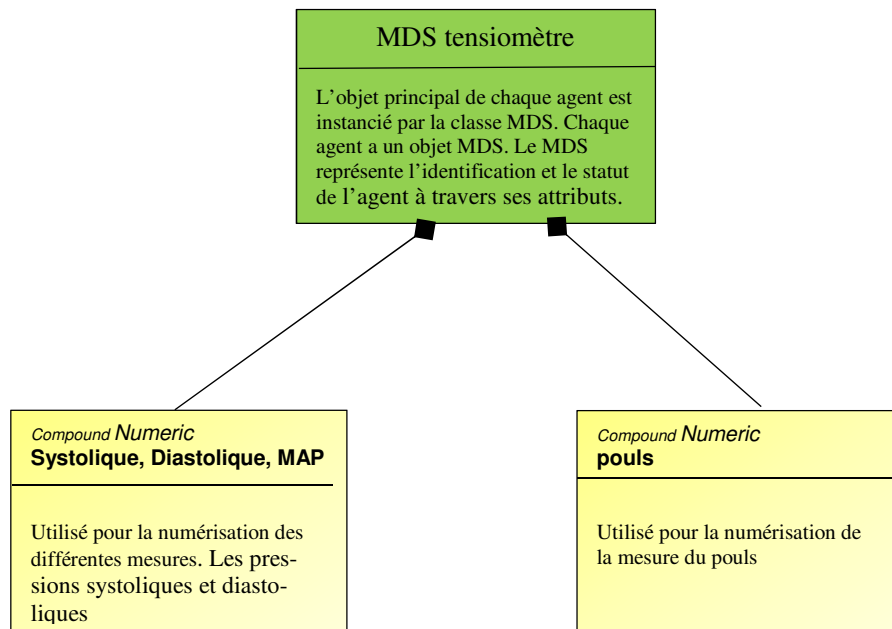 MDS tensiomètre
L'objet principal de chaque agent est
instancié par la classe MDS. Chaque
agent a un objet MDS. Le MDS
représente l'identification et le statut
de l'agent à travers ses attributs.
Compound Numeric
Systolique, Diastolique, MAP
Utilisé pour la numérisation des
différentes mesures. Les pres-
sions systoliques et diasto-
liques
Compound Numeric
pouls
Utilisé pour la numérisation de
la mesure du pouls